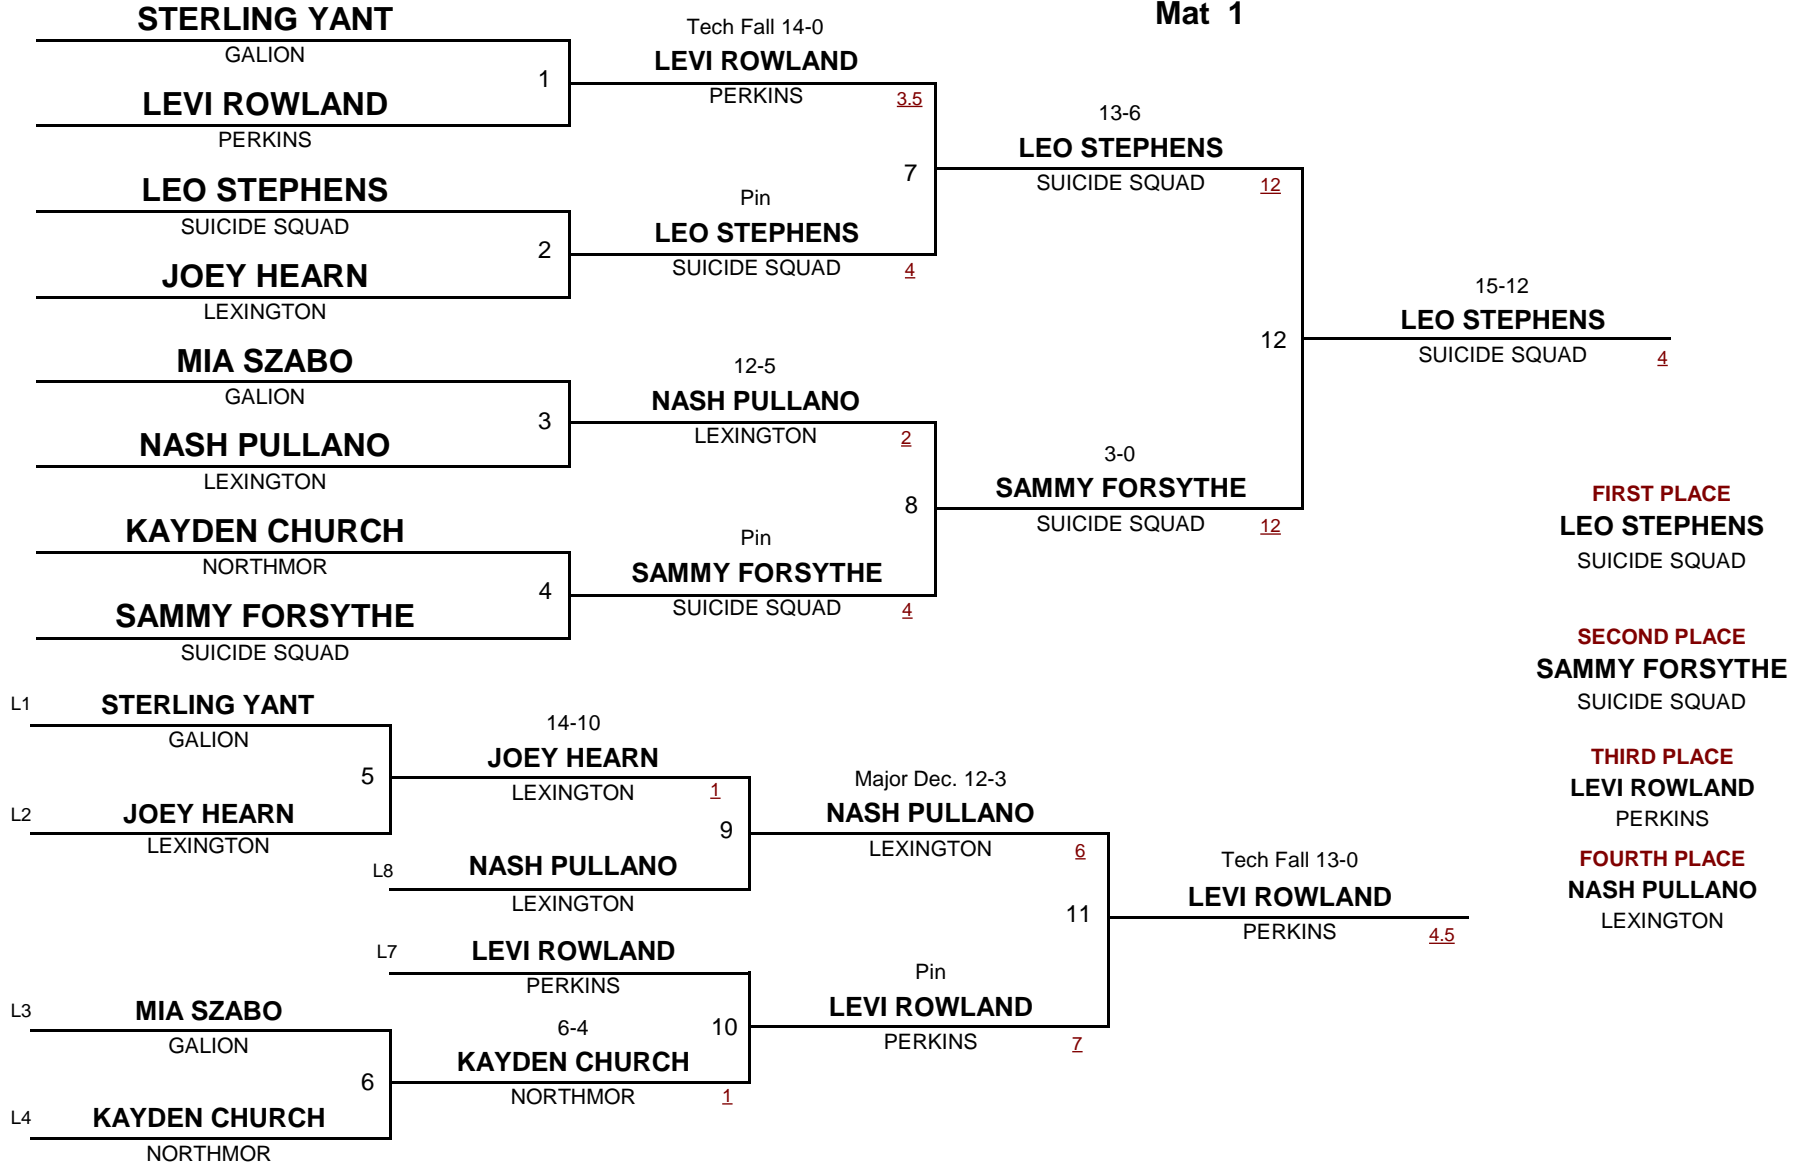 Mat 1
STERLING YANT
GALION
1
LEVI ROWLAND
PERKINS
LEO STEPHENS
SUICIDE SQUAD
2
JOEY HEARN
LEXINGTON
MIA SZABO
GALION
3
NASH PULLANO
LEXINGTON
KAYDEN CHURCH
NORTHMOR
4
SAMMY FORSYTHE
SUICIDE SQUAD
Tech Fall 14-0
LEVI ROWLAND
PERKINS 3.5
7
Pin
LEO STEPHENS
SUICIDE SQUAD 4
12-5
NASH PULLANO
LEXINGTON 2
8
Pin
SAMMY FORSYTHE
SUICIDE SQUAD 4
13-6
LEO STEPHENS
SUICIDE SQUAD 12
12
3-0
SAMMY FORSYTHE
SUICIDE SQUAD 12
15-12
LEO STEPHENS
SUICIDE SQUAD 4
FIRST PLACE
LEO STEPHENS
SUICIDE SQUAD
SECOND PLACE
SAMMY FORSYTHE
SUICIDE SQUAD
THIRD PLACE
LEVI ROWLAND
PERKINS
FOURTH PLACE
NASH PULLANO
LEXINGTON
L1 STERLING YANT
GALION
5
L2 JOEY HEARN
LEXINGTON
14-10
JOEY HEARN
LEXINGTON 1
9
L8 NASH PULLANO
LEXINGTON
L7 LEVI ROWLAND
PERKINS
10
6-4
KAYDEN CHURCH
NORTHMOR 1
L3 MIA SZABO
GALION
6
L4 KAYDEN CHURCH
NORTHMOR
Major Dec. 12-3
NASH PULLANO
LEXINGTON 6
11
Pin
LEVI ROWLAND
PERKINS 7
Tech Fall 13-0
LEVI ROWLAND
PERKINS 4.5